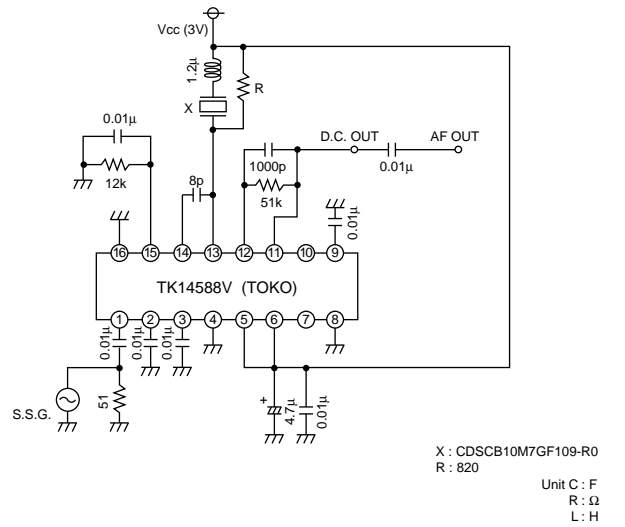 Vcc (3V)
1.2μ
R
X
0.01μ
D.C. OUT
AF OUT
12k
8p
1000p
51k
0.01μ
0.01μ
16 15 14 13 12 11 10 9
TK14588V (TOKO)
1 2 3 4 5 6 7 8
0.01μ
0.01μ
0.01μ
S.S.G.
51
+
4.7μ
0.01μ
X : CDSCB10M7GF109-R0
R : 820
Unit C : F
R : Ω
L : H